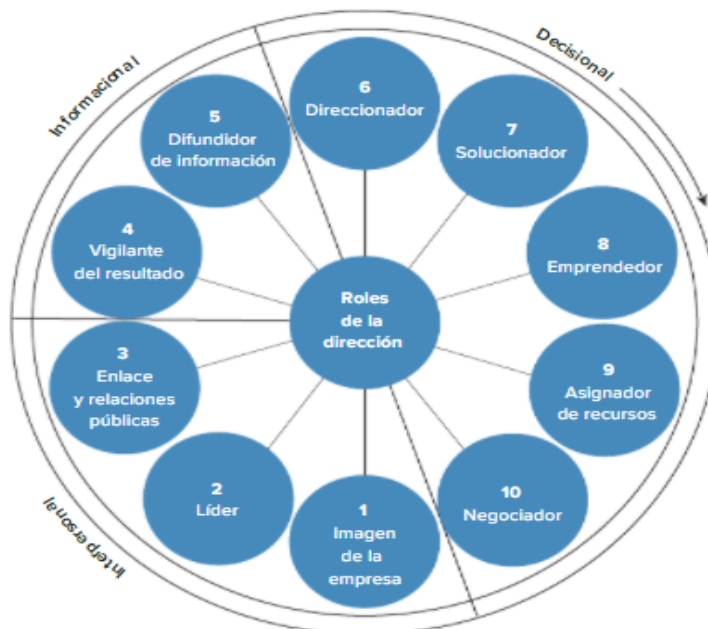 Informacional
Decisional
Interpersonal
Roles
de la
dirección
1
Imagen
de la
empresa
2
Líder
3
Enlace
y relaciones
públicas
4
Vigilante
del resultado
5
Difundidor
de información
6
Direccionador
7
Solucionador
8
Emprendedor
9
Asignador
de recursos
10
Negociador